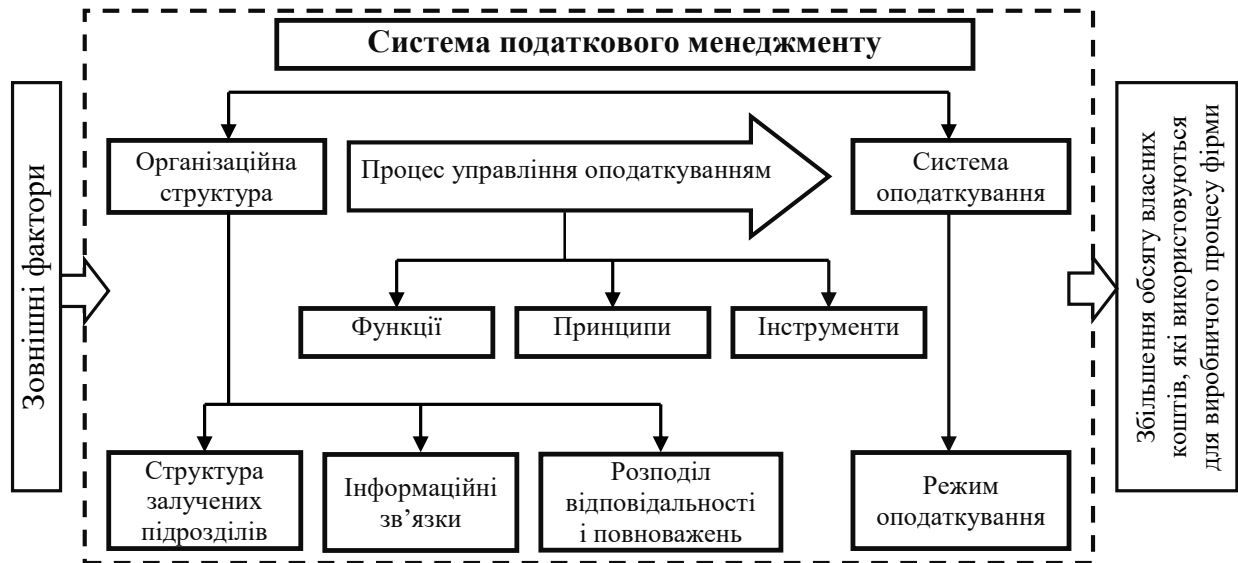 Система податкового менеджменту
Зовнішні фактори
Організаційна
структура
Процес управління оподаткуванням
Система
оподаткування
Функції
Принципи
Інструменти
Структура
залучених
підрозділів
Інформаційні
зв’язки
Розподіл
відповідальності
і повноважень
Режим
оподаткування
Збільшення обсягу власних
коштів, які використовуються
для виробничого процесу фірми